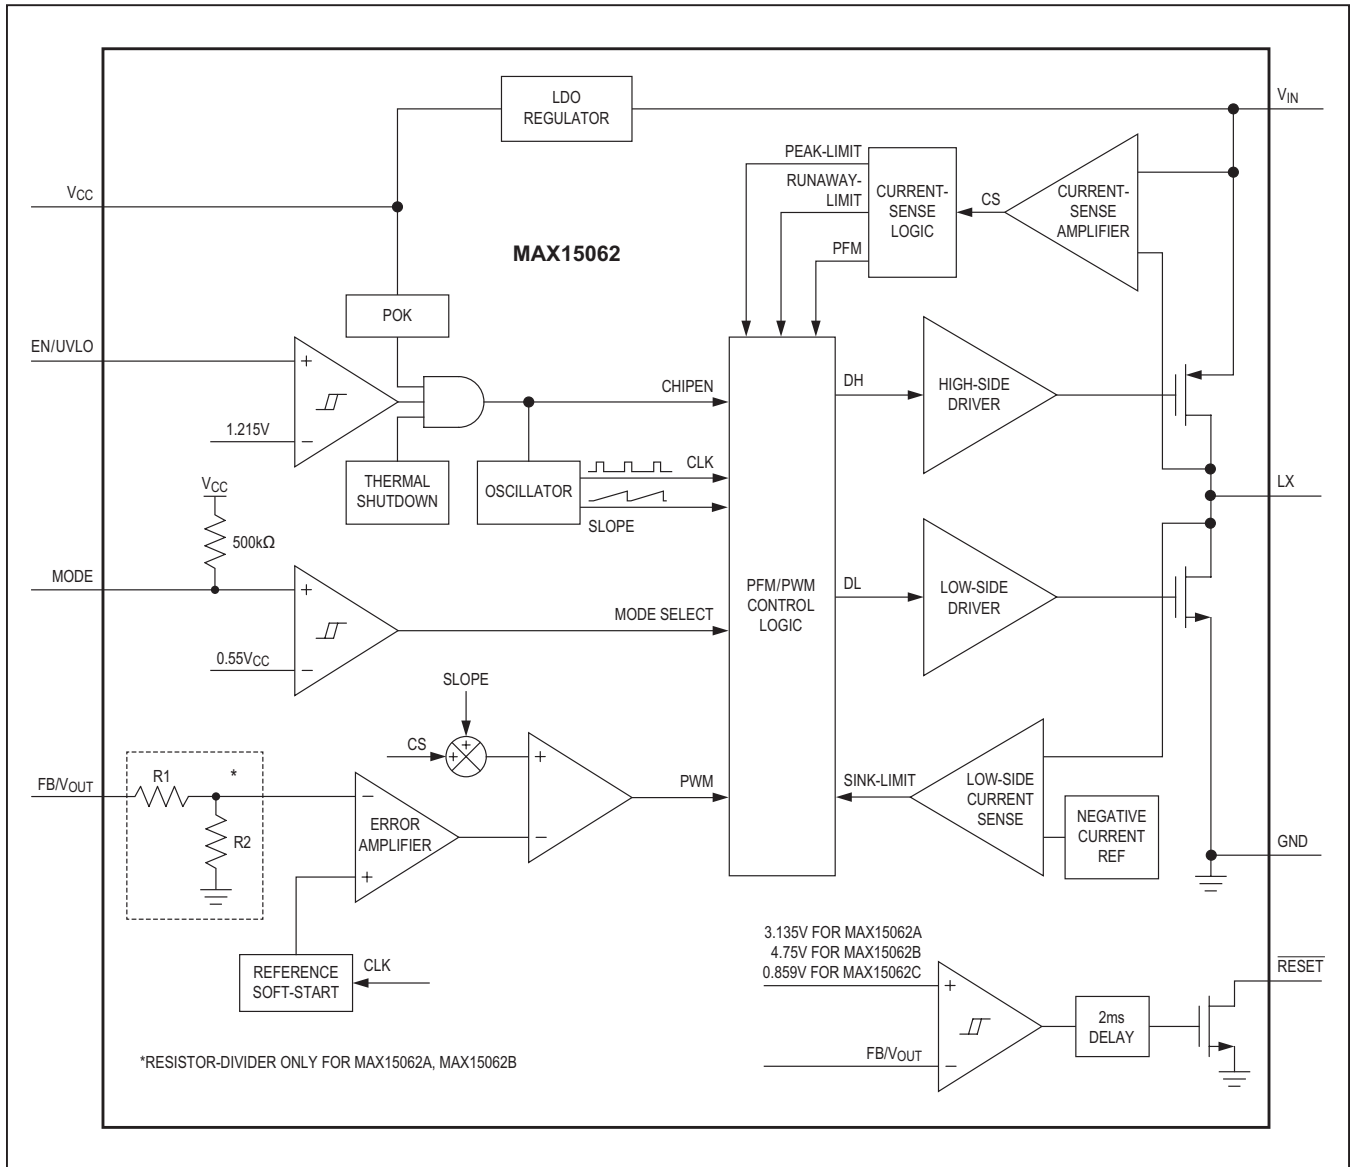 LDO
REGULATOR
VIN
PEAK-LIMIT
RUNAWAY-
LIMIT
PFM
CURRENT-
SENSE
LOGIC
CS
CURRENT-
SENSE
AMPLIFIER
VCC
MAX15062
POK
EN/UVLO
+
1.215V
−
THERMAL
SHUTDOWN
CHIPEN
OSCILLATOR
CLK
SLOPE
DH
HIGH-SIDE
DRIVER
LX
VCC
500kΩ
MODE
+
0.55VCC
−
MODE SELECT
PFM/PWM
CONTROL
LOGIC
DL
LOW-SIDE
DRIVER
SLOPE
CS
+
+
+
−
PWM
FB/VOUT
R1
*
R2
−
ERROR
AMPLIFIER
+
SINK-LIMIT
LOW-SIDE
CURRENT
SENSE
NEGATIVE
CURRENT
REF
GND
REFERENCE
SOFT-START
CLK
3.135V FOR MAX15062A
4.75V FOR MAX15062B
0.859V FOR MAX15062C
+
FB/VOUT
−
2ms
DELAY
RESET
*RESISTOR-DIVIDER ONLY FOR MAX15062A, MAX15062B